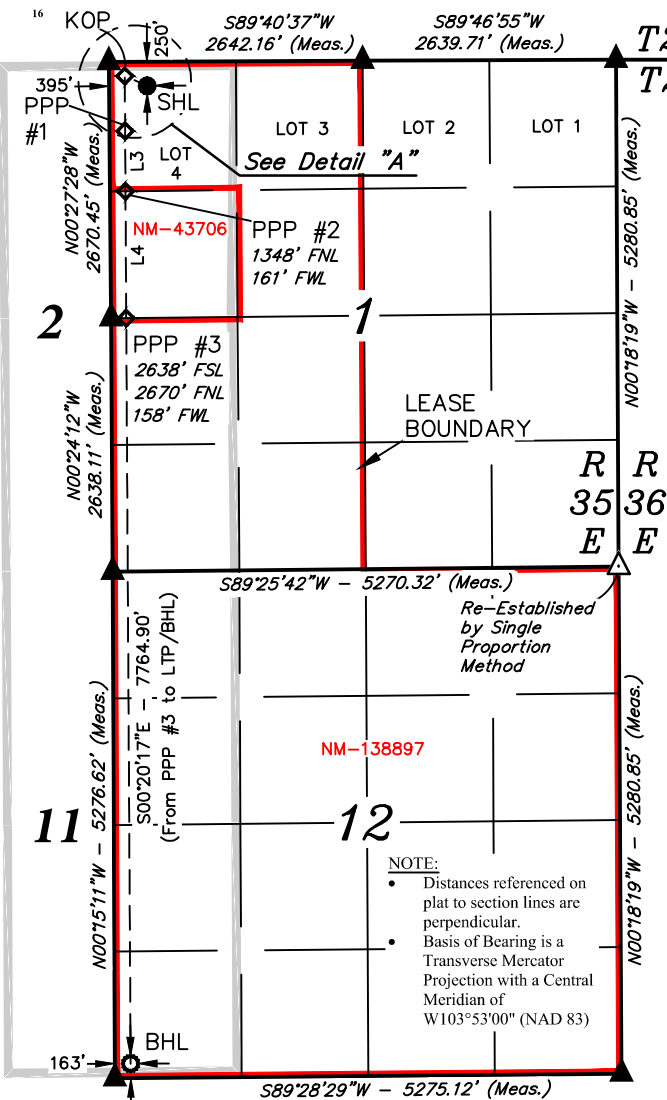 16
KOP
250'
S89°40'37"W
2642.16' (Meas.)
S89°46'55"W
2639.71' (Meas.)
T2
T2
395'
SHL
PPP
#1
L3
LOT
4
LOT 3
LOT 2
LOT 1
See Detail "A"
N00°27'28"W
2670.45' (Meas.)
NM-43706
L4
PPP #2
1348' FNL
161' FWL
N00°18'19"W - 5280.85' (Meas.)
2
1
PPP #3
2638' FSL
2670' FNL
158' FWL
LEASE
BOUNDARY
N00°24'12"W
2638.11' (Meas.)
R R
35 36
E E
S89°25'42"W - 5270.32' (Meas.)
Re-Established
by Single
Proportion
Method
S00°20'17"E - 7764.90'
(From PPP #3 to LTP/BHL)
NM-138897
N00°15'11"W - 5276.62' (Meas.)
11
12
N00°18'19"W - 5280.85' (Meas.)
NOTE:
• Distances referenced on
plat to section lines are
perpendicular.
• Basis of Bearing is a
Transverse Mercator
Projection with a Central
Meridian of
W103°53'00" (NAD 83)
163'
BHL
S89°28'29"W - 5275.12' (Meas.)